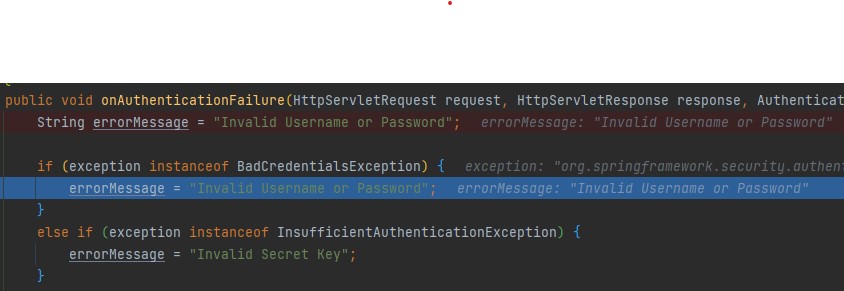 public void onAuthenticationFailure(HttpServletRequest request, HttpServletResponse response, Authenticat
String errorMessage = "Invalid Username or Password"; errorMessage: "Invalid Username or Password"
if (exception instanceof BadCredentialsException) { exception: "org.springframework.security.authen
errorMessage = "Invalid Username or Password"; errorMessage: "Invalid Username or Password"
}
else if (exception instanceof InsufficientAuthenticationException) {
errorMessage = "Invalid Secret Key";
}